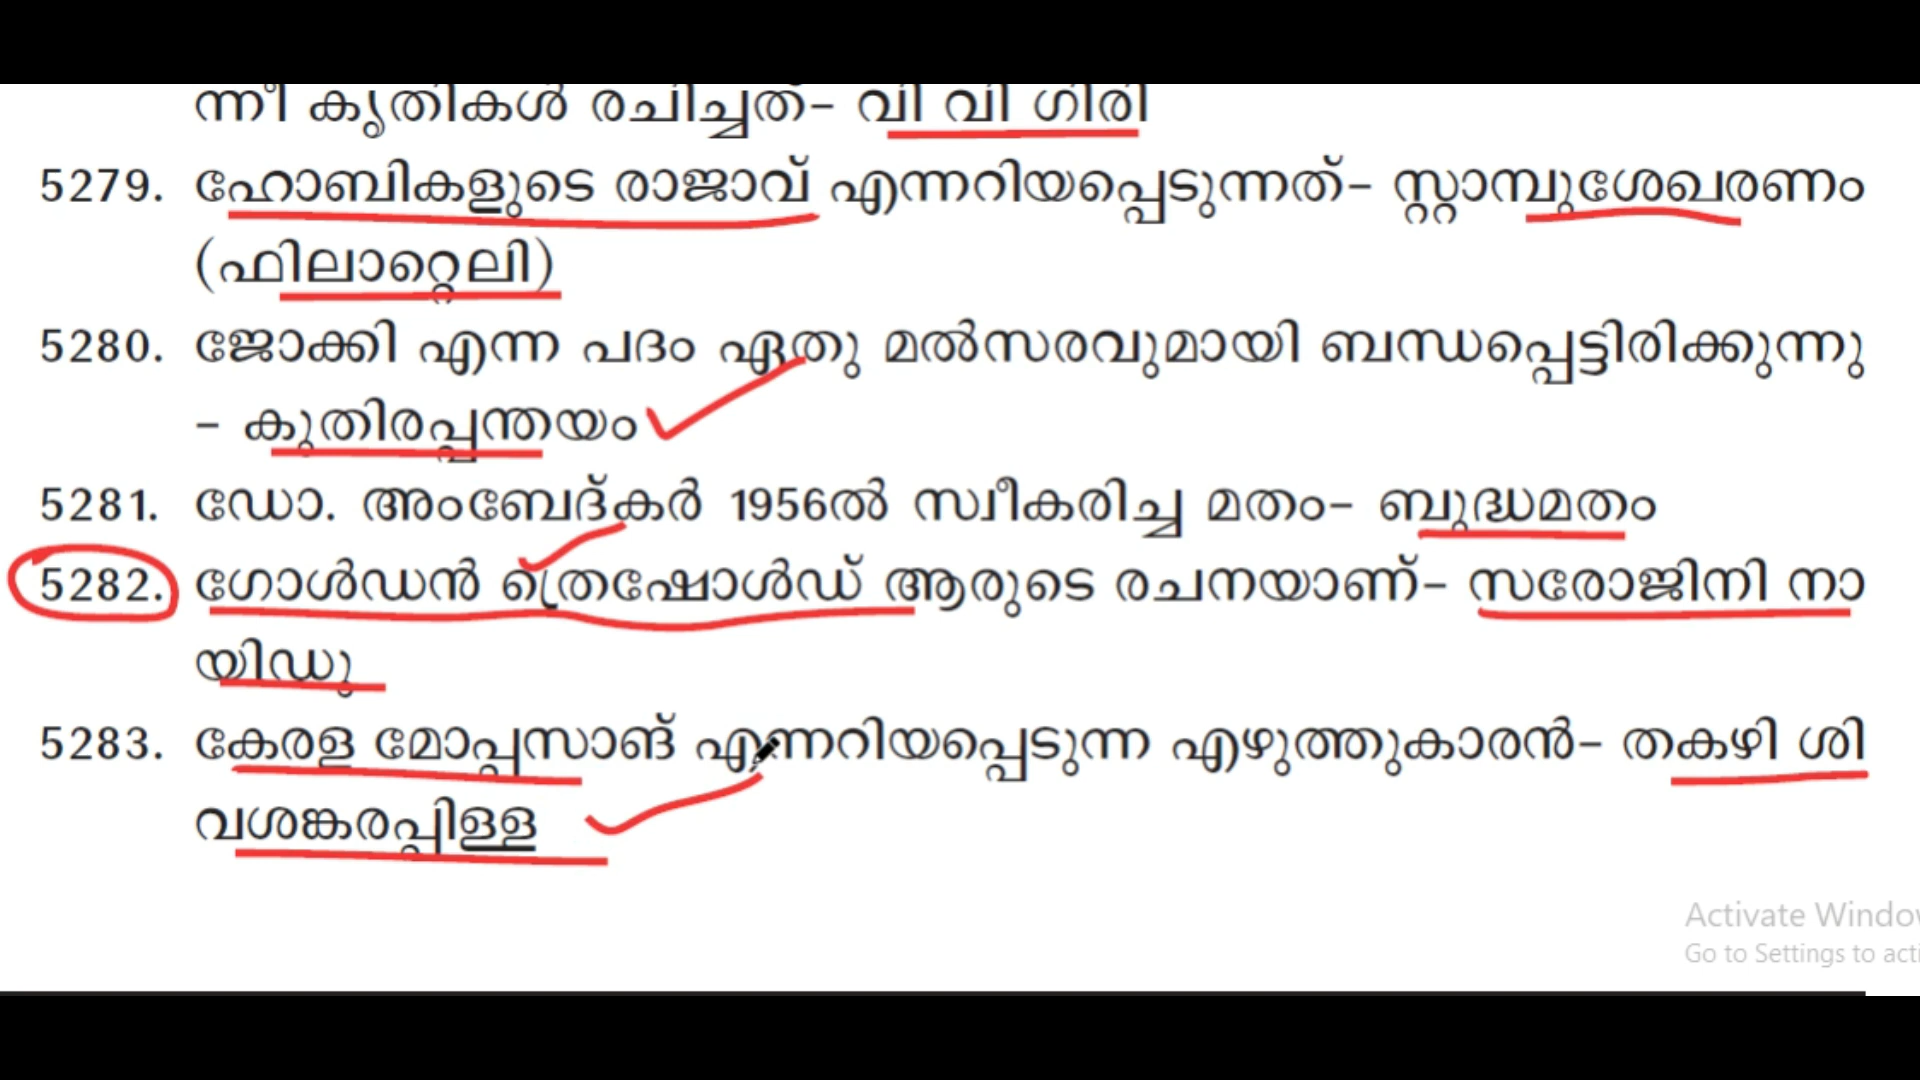 ന്നീ കൃതികൾ രചിച്ചത്– വി വി ഗിരി
5279. ഹോബികളുടെ രാജാവ് എന്നറിയപ്പെടുന്നത്– സ്റ്റാമ്പുശേഖരണം
(ഫിലാറ്റെലി)
5280. ജോക്കി എന്ന പദം ഏതു മൽസരവുമായി ബന്ധപ്പെട്ടിരിക്കുന്നു
– കുതിരപ്പന്തയം
5281. ഡോ. അംബേദ്കർ 1956ൽ സ്വീകരിച്ച മതം– ബുദ്ധമതം
5282. ഗോൾഡൻ ത്രെഷോൾഡ് ആരുടെ രചനയാണ്– സരോജിനി നാ
യിഡു
5283. കേരള മോപ്പസാങ് എന്നറിയപ്പെടുന്ന എഴുത്തുകാരൻ– തകഴി ശി
വശങ്കരപ്പിള്ള
Activate Window
Go to Settings to acti